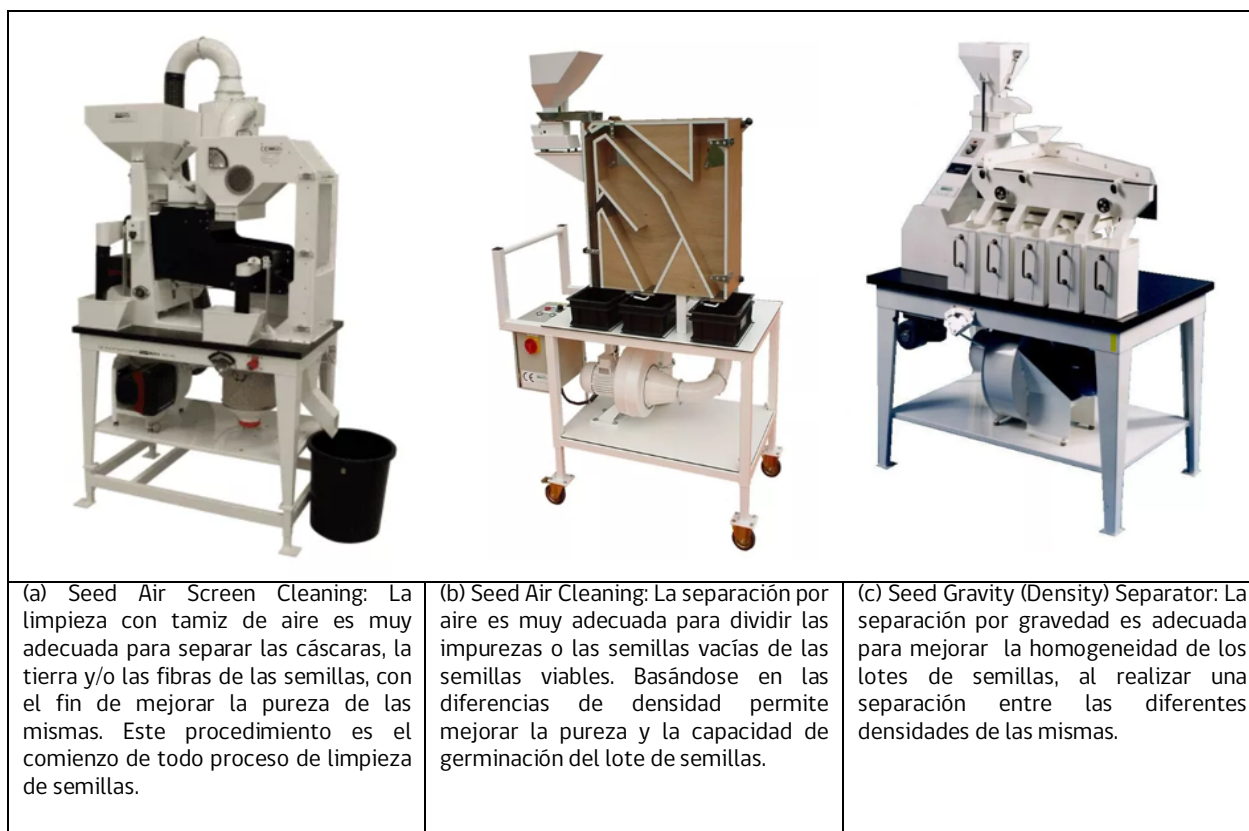 (a) Seed Air Screen Cleaning: La
limpieza con tamiz de aire es muy
adecuada para separar las cáscaras, la
tierra y/o las fibras de las semillas, con
el fin de mejorar la pureza de las
mismas. Este procedimiento es el
comienzo de todo proceso de limpieza
de semillas.
(b) Seed Air Cleaning: La separación por
aire es muy adecuada para dividir las
impurezas o las semillas vacías de las
semillas viables. Basándose en las
diferencias de densidad permite
mejorar la pureza y la capacidad de
germinación del lote de semillas.
(c) Seed Gravity (Density) Separator: La
separación por gravedad es adecuada
para mejorar la homogeneidad de los
lotes de semillas, al realizar una
separación entre las diferentes
densidades de las mismas.